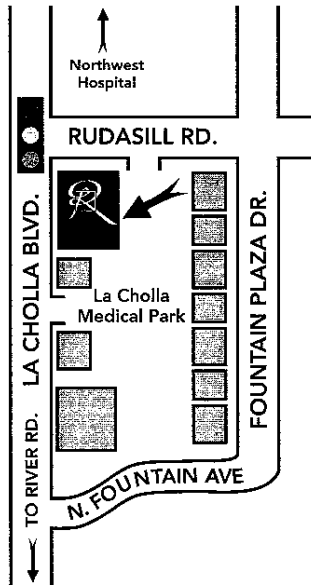 Northwest
Hospital
RUDASILL RD.
LA CHOLLA BLVD.
La Cholla
Medical Park
FOUNTAIN PLAZA DR.
TO RIVER RD.
N. FOUNTAIN AVE